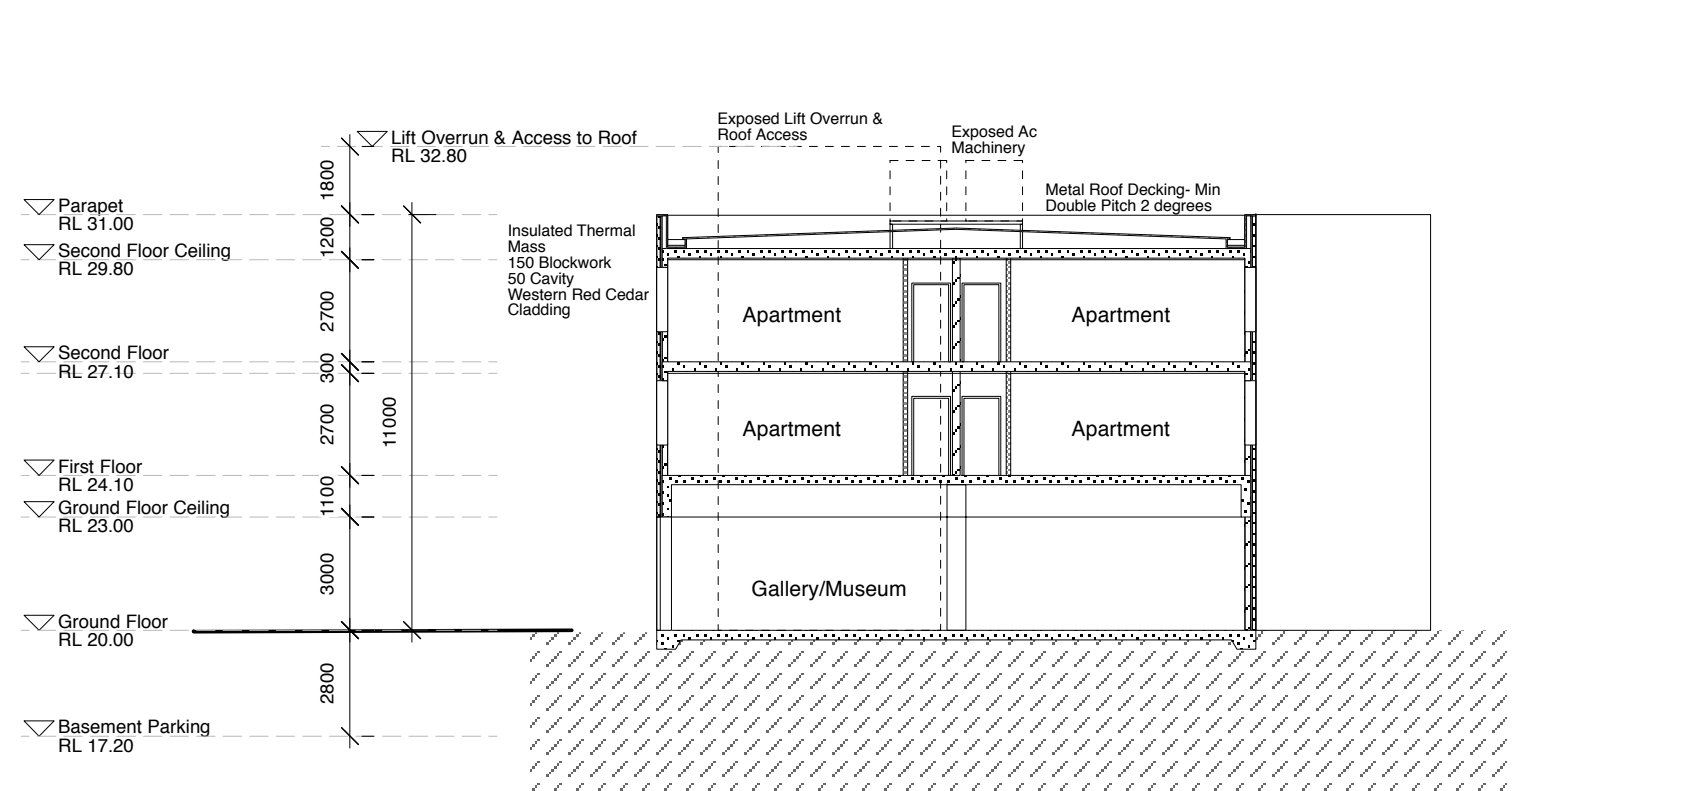 Exposed Lift Overrun &
Roof Access
Exposed Ac
Machinery
Lift Overrun & Access to Roof
RL 32.80
1800
Metal Roof Decking- Min
Double Pitch 2 degrees
Parapet
RL 31.00
1200
Insulated Thermal
Mass
150 Blockwork
50 Cavity
Western Red Cedar
Cladding
Second Floor Ceiling
RL 29.80
2700
Apartment
Apartment
Second Floor
RL 27.10
300
2700
11000
Apartment
Apartment
First Floor
RL 24.10
1100
Ground Floor Ceiling
RL 23.00
3000
Gallery/Museum
Ground Floor
RL 20.00
2800
Basement Parking
RL 17.20